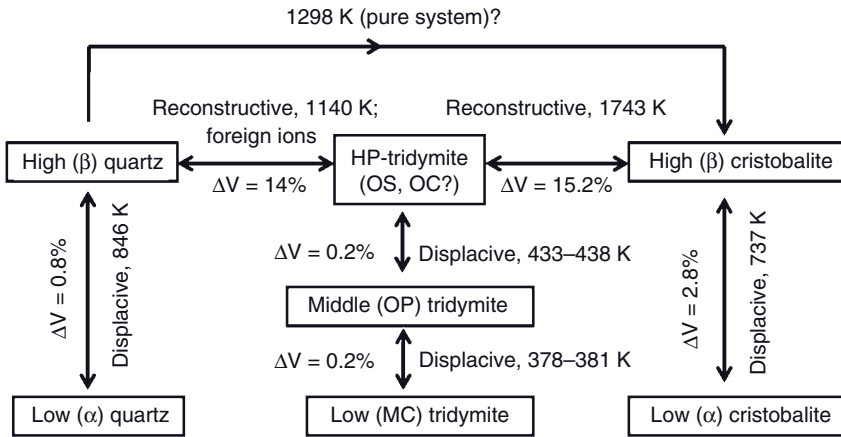 1298 K (pure system)?
Reconstructive, 1140 K;
foreign ions
Reconstructive, 1743 K
High (β) quartz
HP-tridymite
(OS, OC?)
High (β) cristobalite
ΔV = 14%
ΔV = 15.2%
ΔV = 0.8%
Displacive, 846 K
ΔV = 0.2%
Displacive, 433–438 K
ΔV = 2.8%
Displacive, 737 K
Middle (OP) tridymite
ΔV = 0.2%
Displacive, 378–381 K
Low (α) quartz
Low (MC) tridymite
Low (α) cristobalite